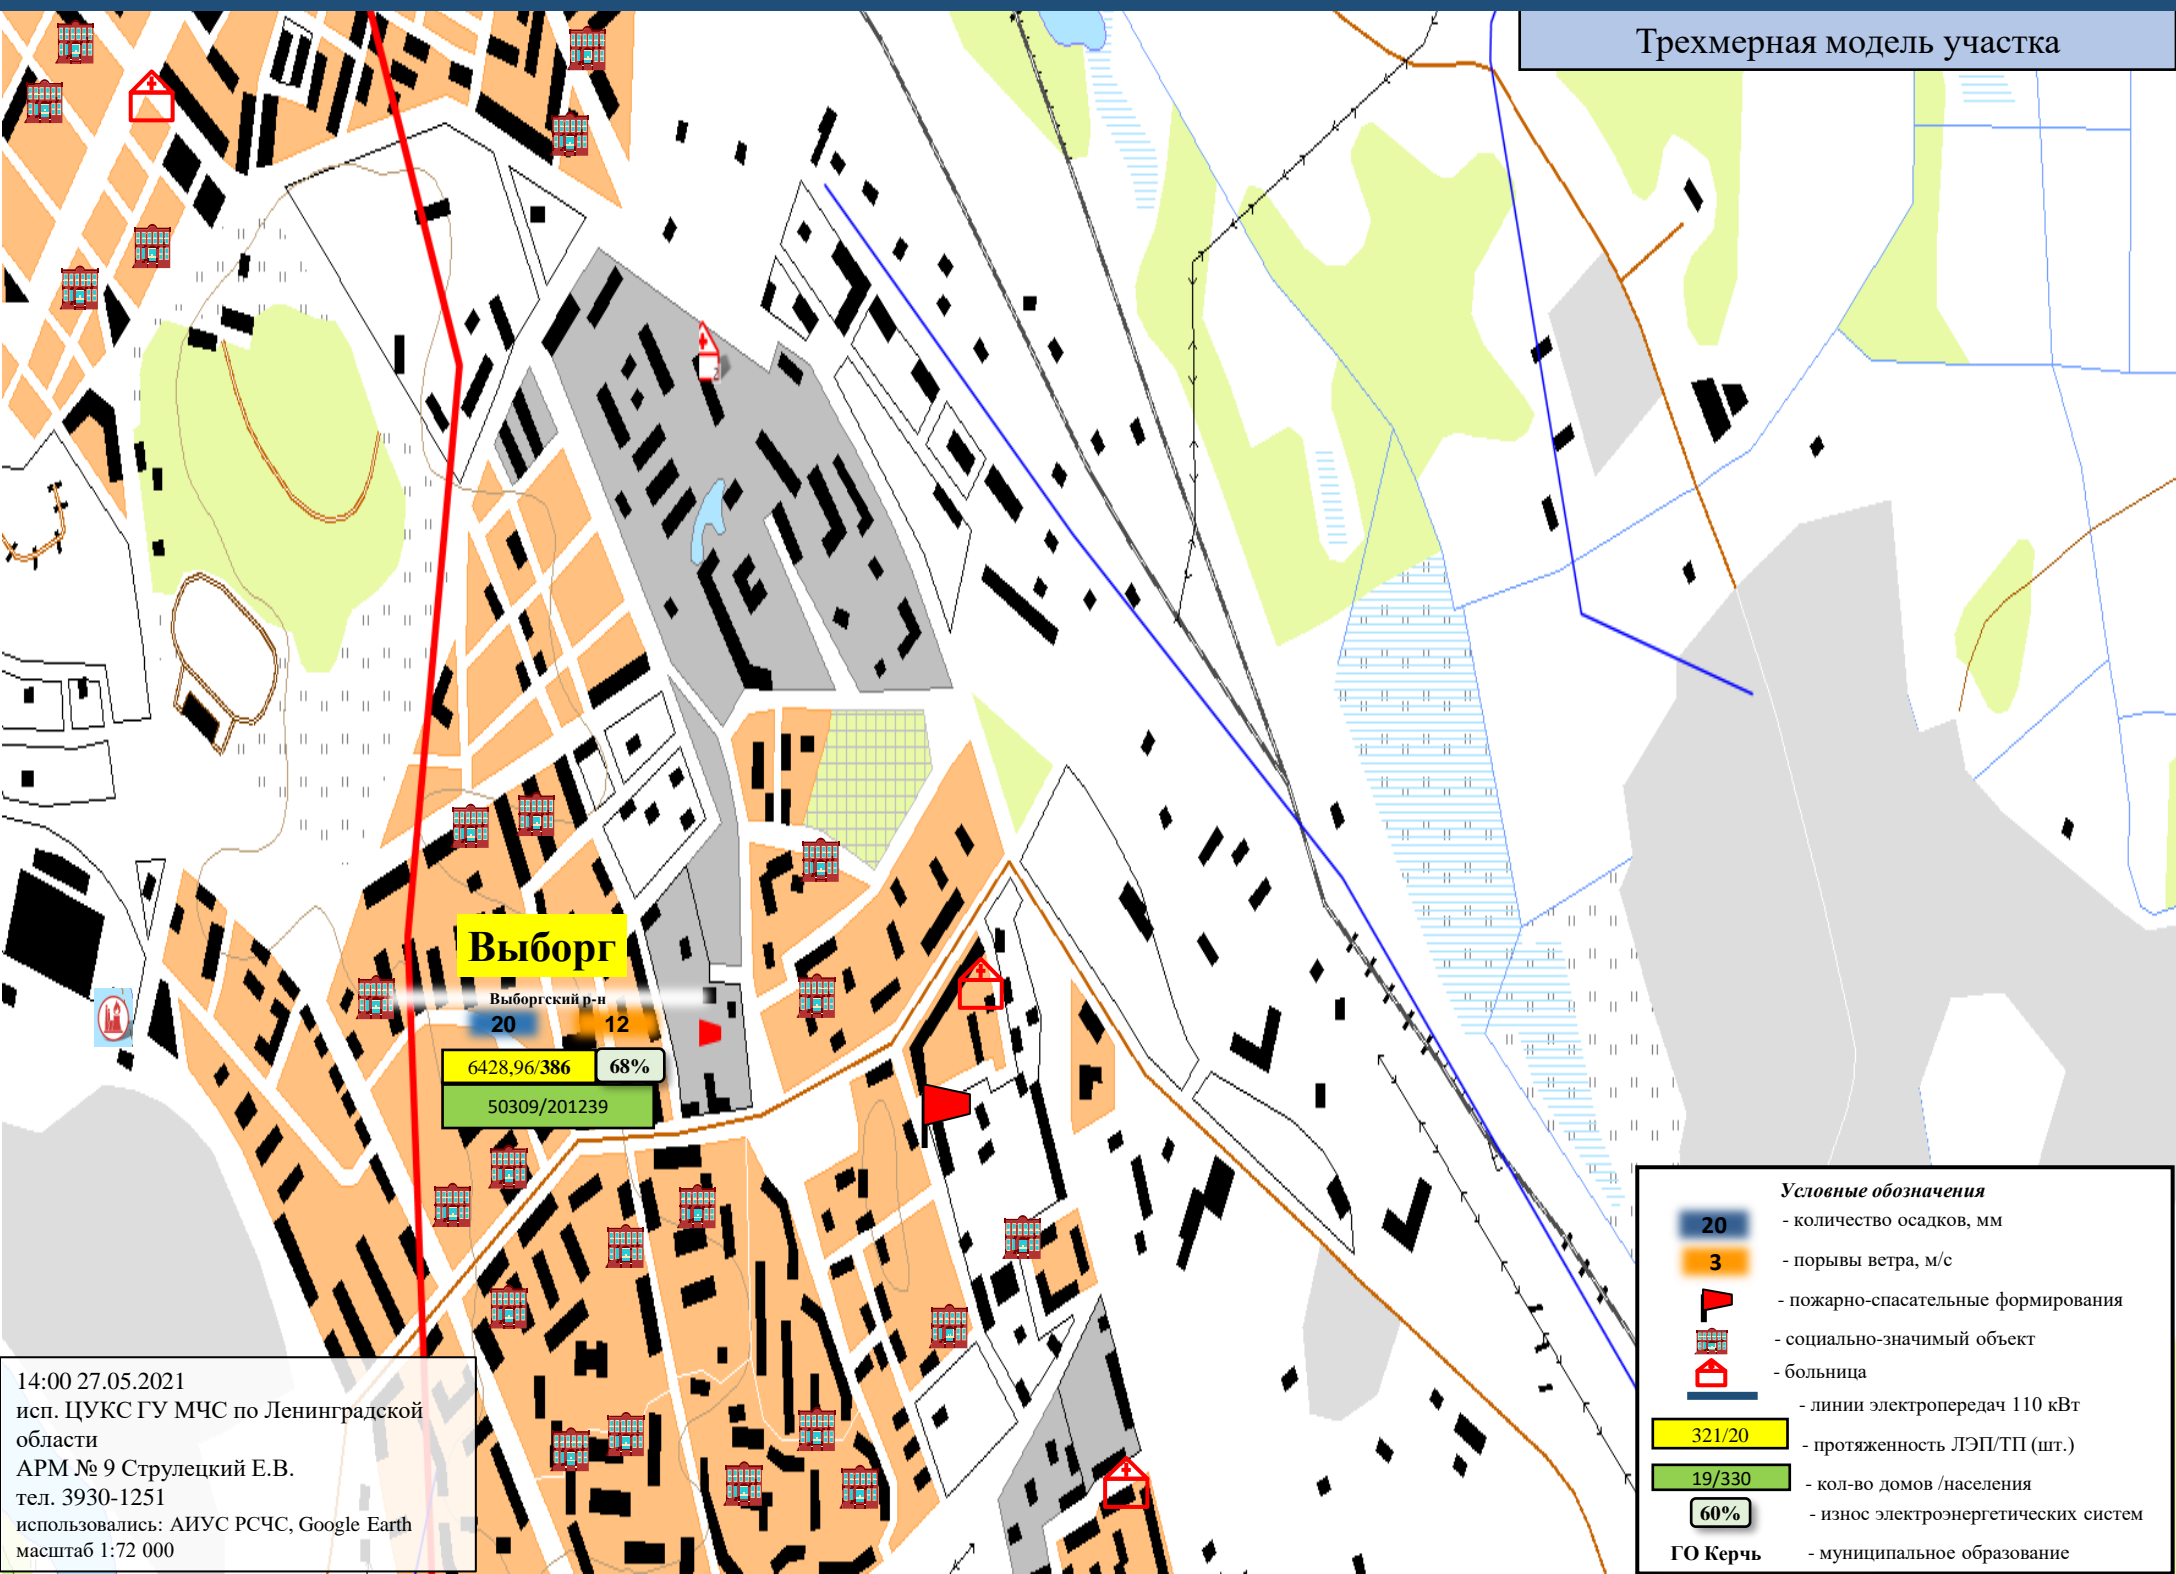 Трехмерная модель участка
2
Выборг
Выборгский р-н
20 12
6428,96/386 68%
50309/201239
14:00 27.05.2021
исп. ЦУКС ГУ МЧС по Ленинградской
области
АРМ № 9 Струлецкий Е.В.
тел. 3930-1251
использовались: АИУС РСЧС, Google Earth
масштаб 1:72 000
Условные обозначения
20 - количество осадков, мм
3 - порывы ветра, м/с
- пожарно-спасательные формирования
- социально-значимый объект
- больница
- линии электропередач 110 кВт
321/20 - протяженность ЛЭП/ТП (шт.)
19/330 - кол-во домов /населения
60% - износ электроэнергетических систем
ГО Керчь - муниципальное образование